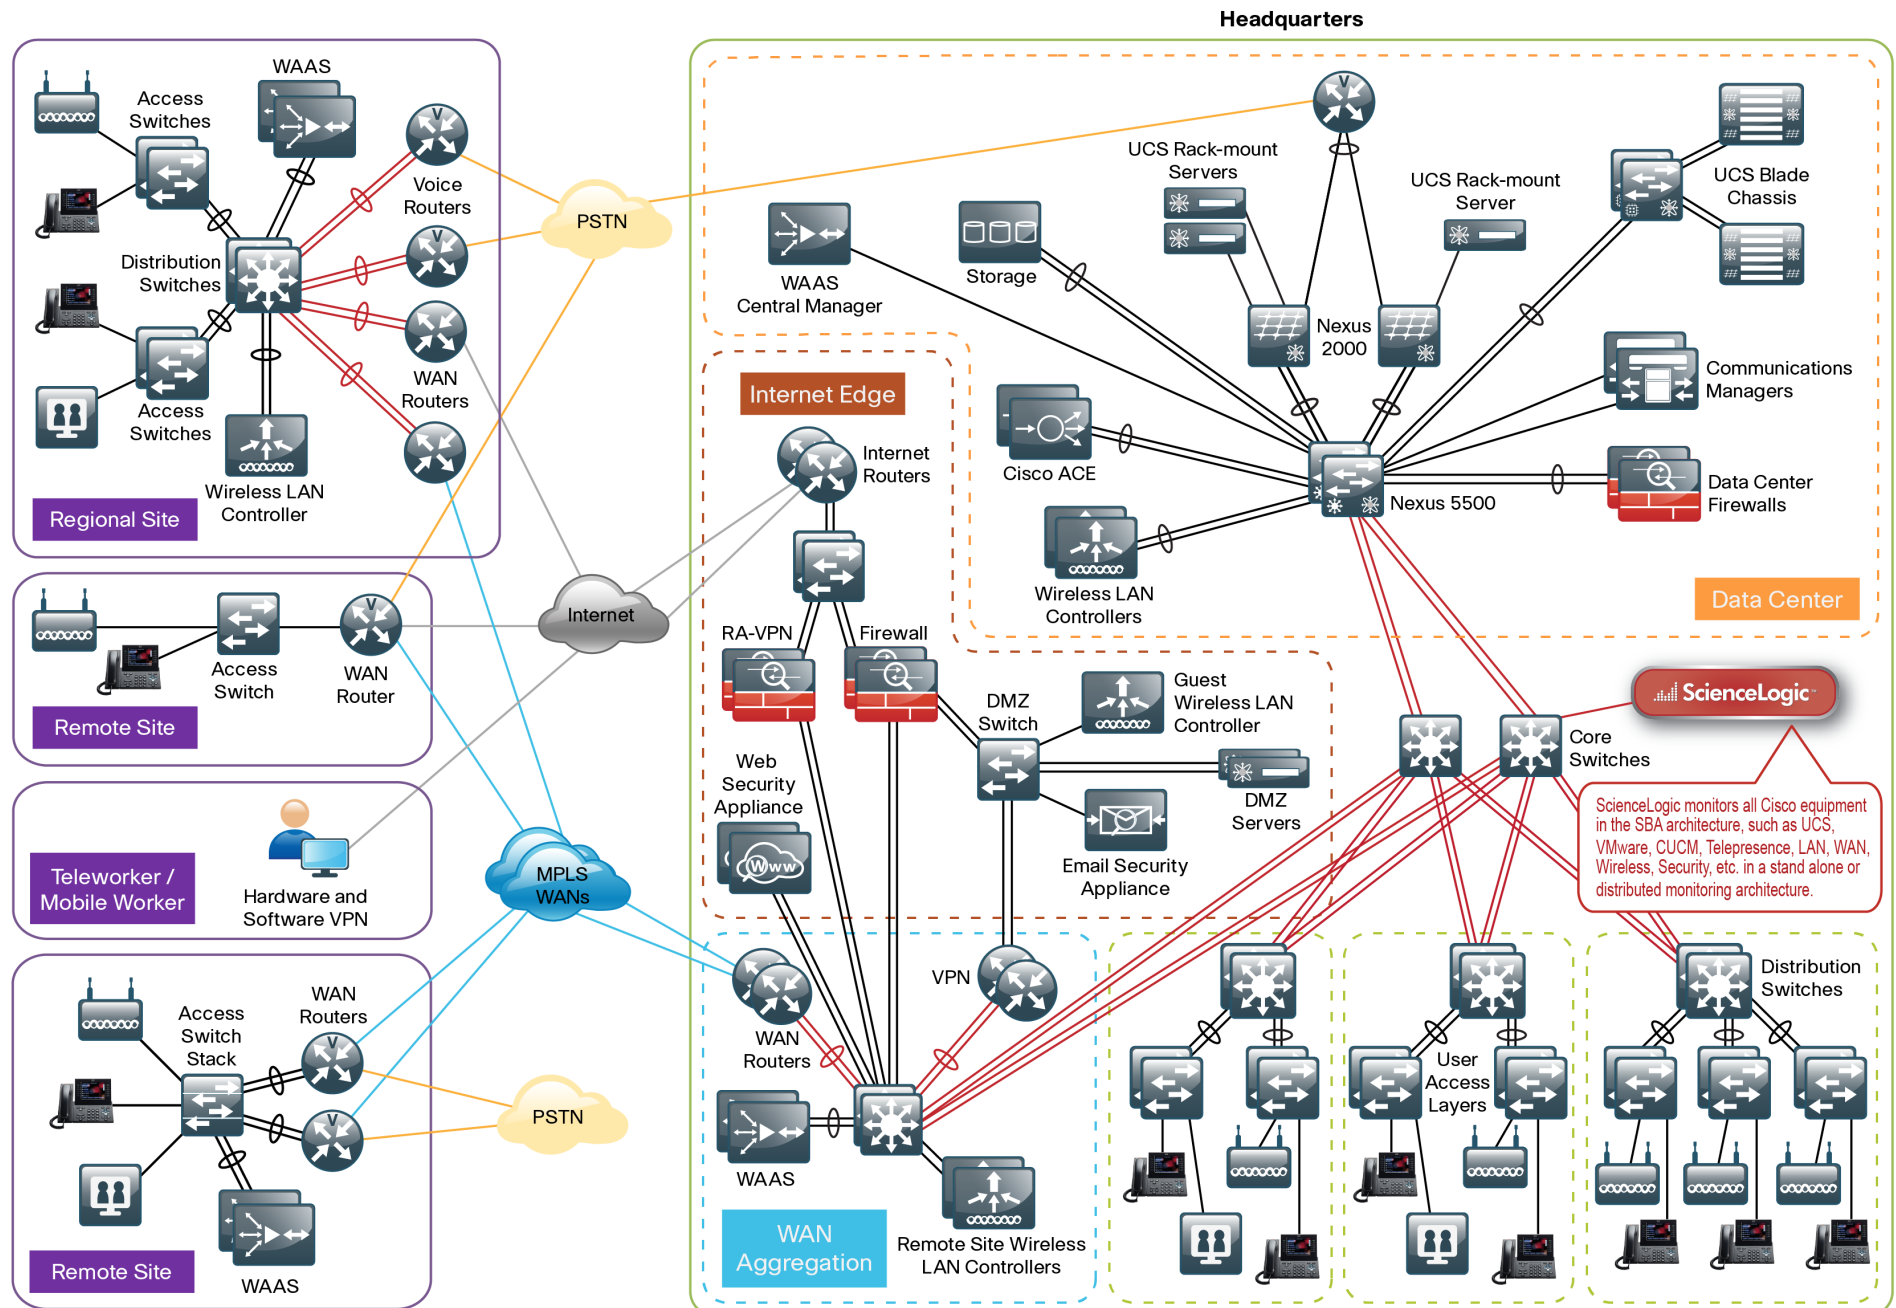 Headquarters
WAAS
Access
Switches
V
Voice
Routers
V
Distribution
Switches
WAN
Routers
Access
Switches
Wireless LAN
Controller
Regional Site
PSTN
V
Access
Switch
WAN
Router
Remote Site
Internet
Teleworker /
Mobile Worker
Hardware and
Software VPN
MPLS
WANs
Access
Switch
Stack
WAN
Routers
V
V
WAAS
Remote Site
PSTN
V
UCS Rack-mount
Servers
UCS Rack-mount
Server
UCS Blade
Chassis
WAAS
Central Manager
Storage
Nexus
2000
Communications
Managers
Cisco ACE
Nexus 5500
Data Center
Firewalls
Wireless LAN
Controllers
Data Center
Internet Edge
Internet
Routers
RA-VPN
Firewall
DMZ
Switch
Guest
Wireless LAN
Controller
Web
Security
Appliance
Www
DMZ
Servers
Email Security
Appliance
Core
Switches
ScienceLogic™
ScienceLogic monitors all Cisco equipment
in the SBA architecture, such as UCS,
VMware, CUCM, Telepresence, LAN, WAN,
Wireless, Security, etc. in a stand alone or
distributed monitoring architecture.
WAN
Routers
VPN
WAAS
Remote Site Wireless
LAN Controllers
WAN
Aggregation
User
Access
Layers
Distribution
Switches